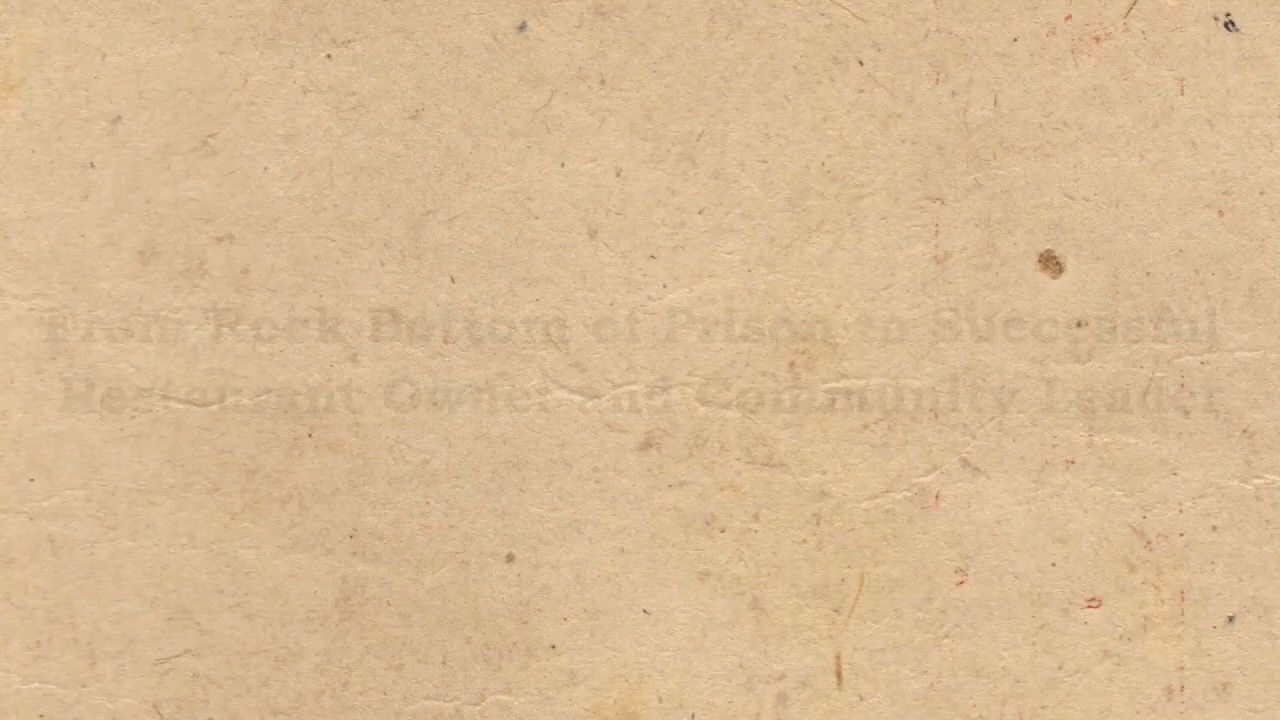 From Rock Bottom of Prison to Successful
Restaurant Owner and Community Leader